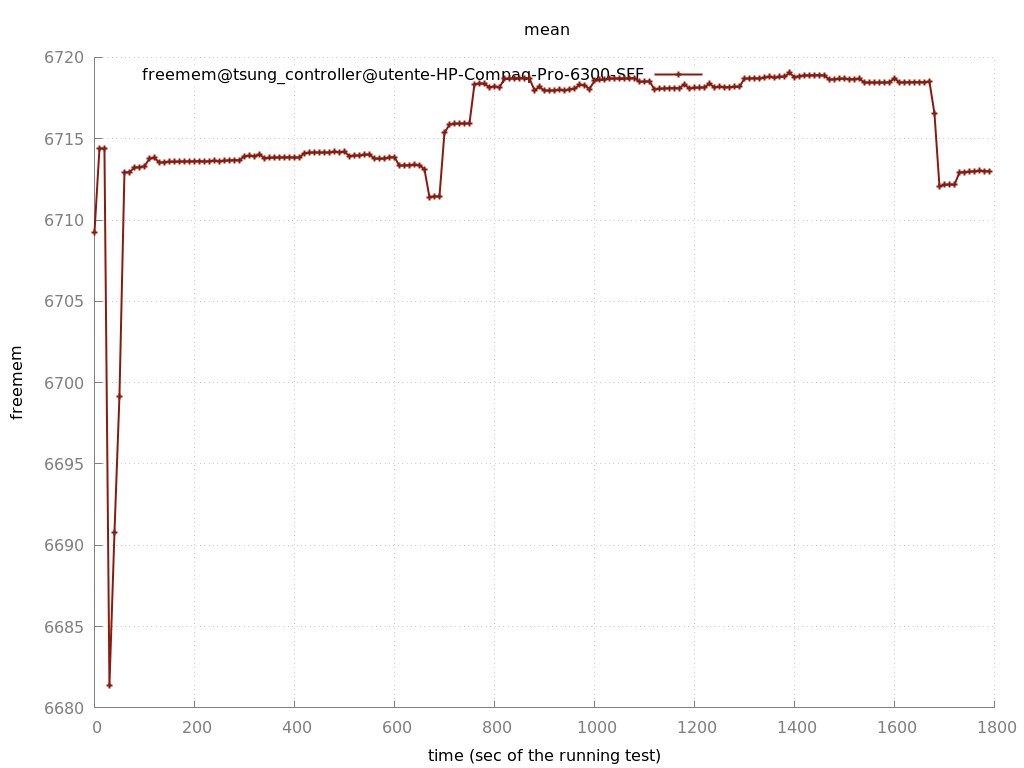 mean
6720
freemem@tsung_controller@utente-HP-Compaq-Pro-6300-SFF
6715
6710
6705
6700
6695
6690
6685
6680
freemem
0 200 400 600 800 1000 1200 1400 1600 1800
time (sec of the running test)